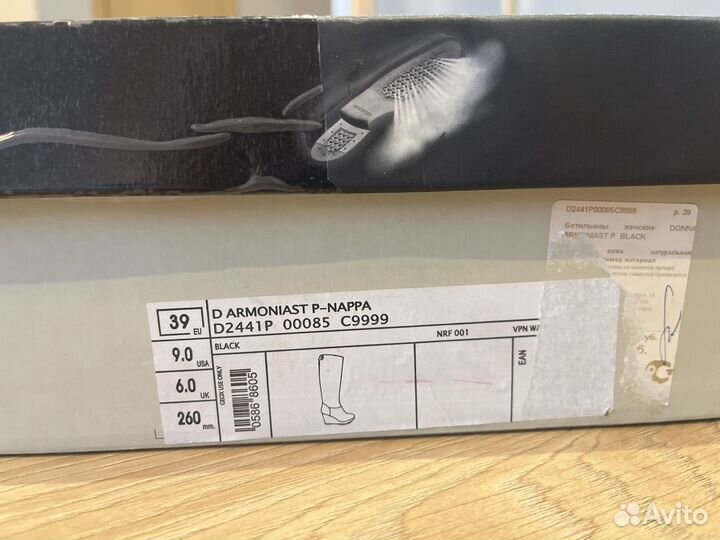 D2441P00085C9999 р. 39
Ботильоны женские DONNA
ARMONIAST P BLACK
кожа натуральная
39 EU
D ARMONIAST P-NAPPA
D2441P 00085 C9999
9.0 USA
BLACK
NRF 001
VPN W/
6.0 UK
GEOX USE ONLY
0586 8605
EAN
260 mm.
Avito